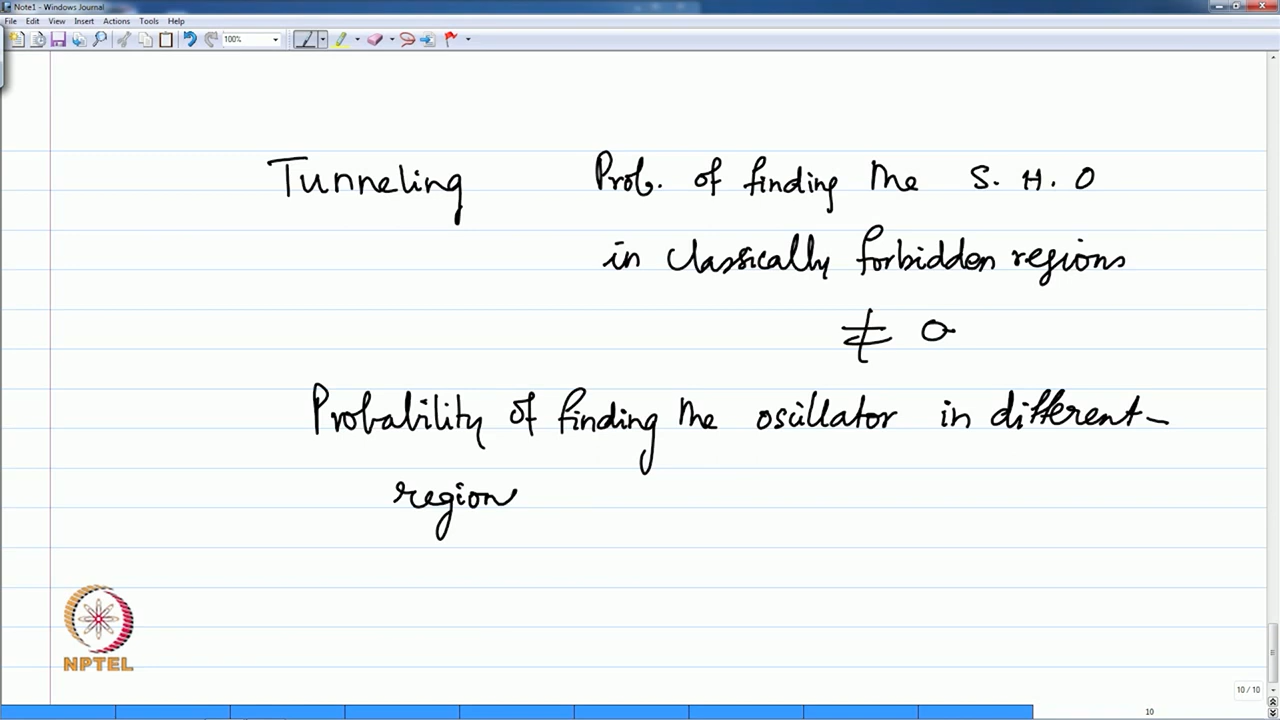 Note1 - Windows Journal
File Edit View Insert Actions Tools Help
100%
Tunneling Prob. of finding the S. H. O
in classically forbidden regions
≠ 0
Probability of finding the oscillator in different
region
NPTEL
10 / 10
10